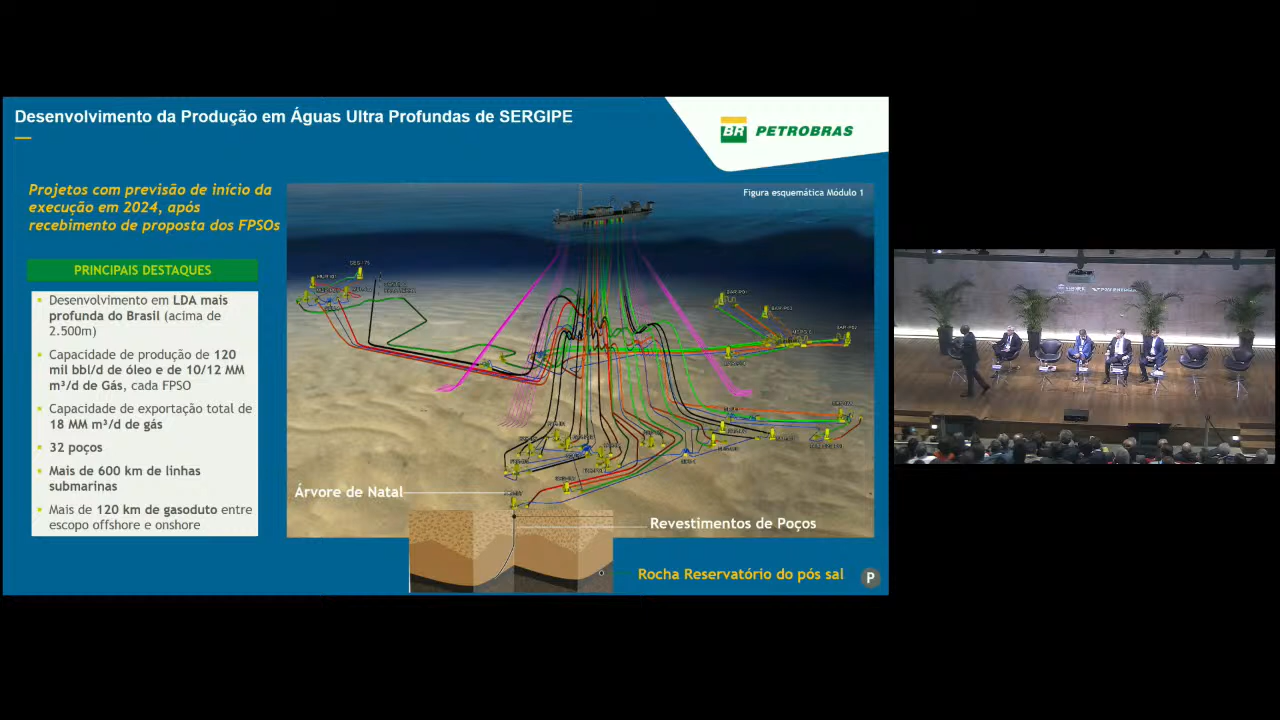 Desenvolvimento da Produção em Águas Ultra Profundas de SERGIPE
BR PETROBRAS
Projetos com previsão de início da
execução em 2024, após
recebimento de proposta dos FPSOs
Figura esquemática Módulo 1
PRINCIPAIS DESTAQUES
Desenvolvimento em LDA mais
profunda do Brasil (acima de
2.500m)
Capacidade de produção de 120
mil bbl/d de óleo e de 10/12 MM
m³/d de Gás, cada FPSO
Capacidade de exportação total de
18 MM m³/d de gás
32 poços
Mais de 600 km de linhas
submarinas
Mais de 120 km de gasoduto entre
escopo offshore e onshore
Árvore de Natal
Revestimentos de Poços
Rocha Reservatório do pós sal
P